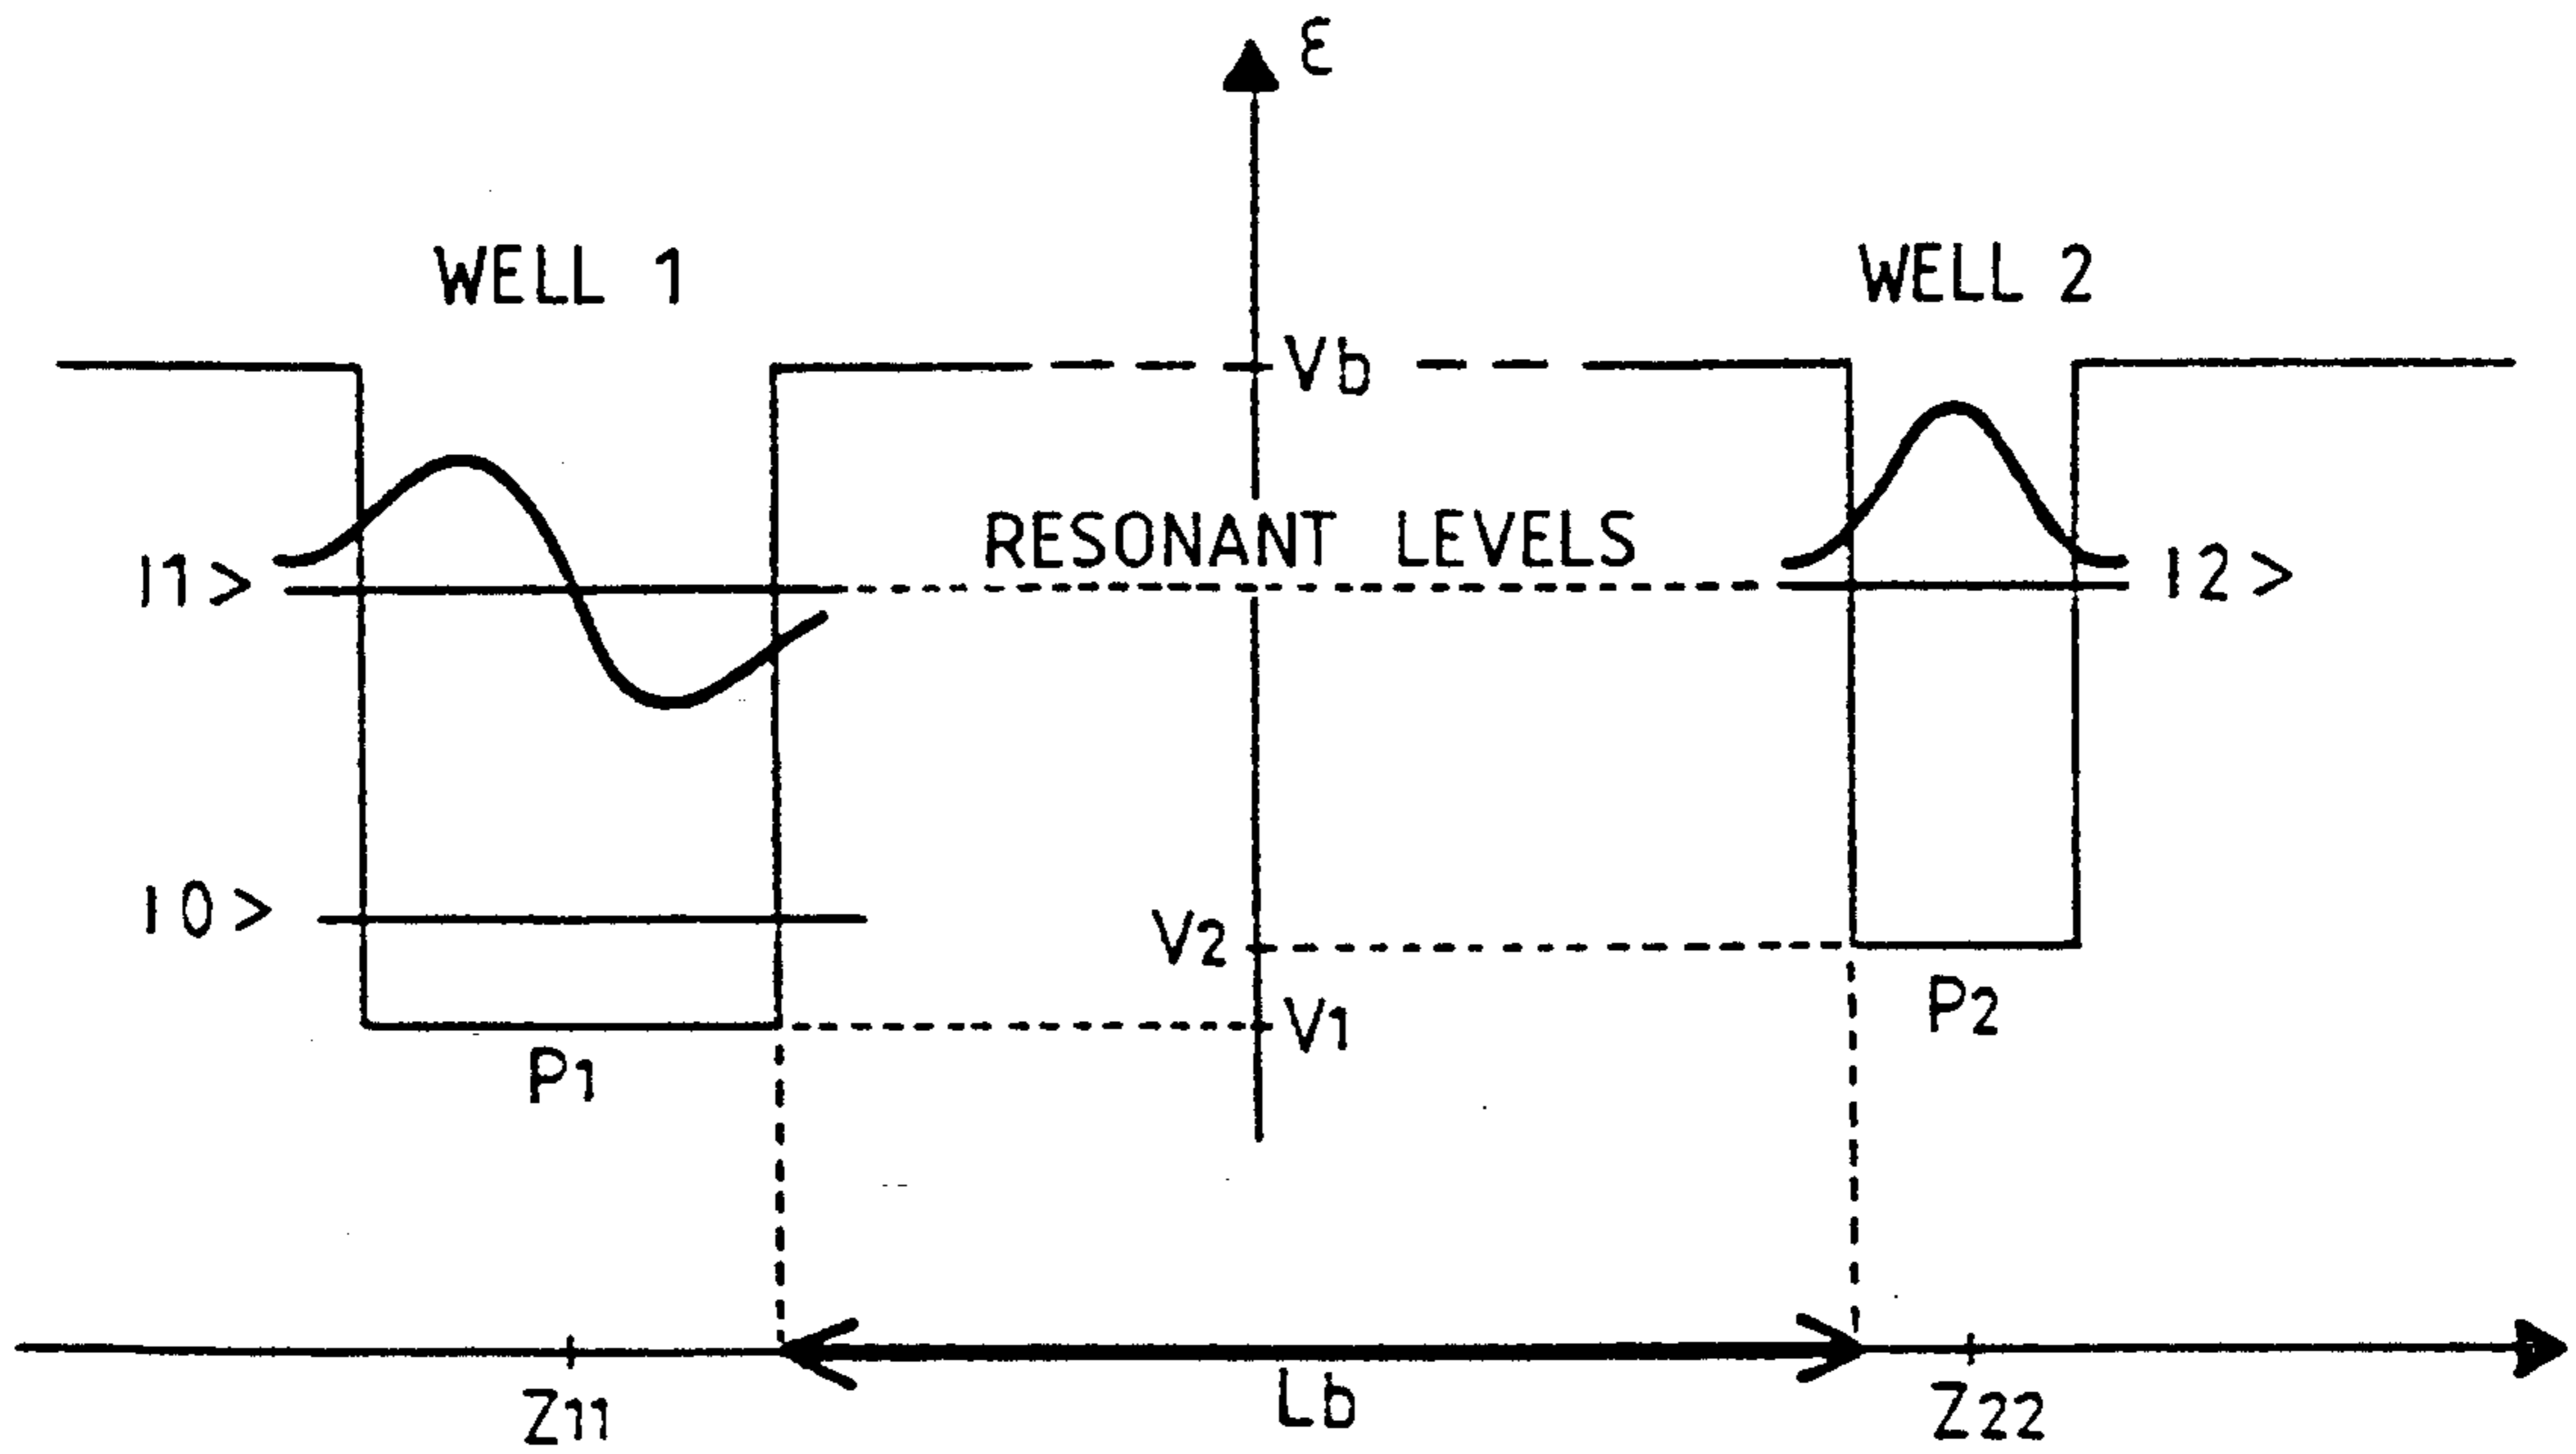 ε
WELL 1
WELL 2
Vb
RESONANT LEVELS
|1>
|2>
|0>
V2
V1
P2
P1
Lb
Z11
Z22